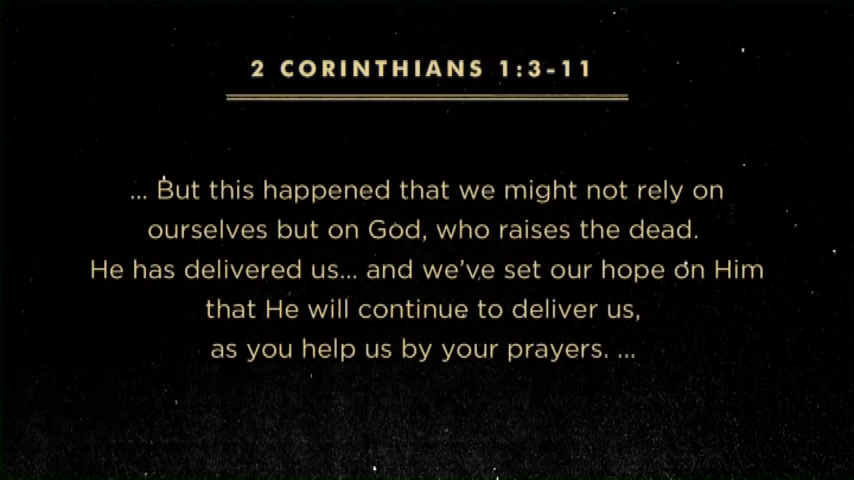 2 CORINTHIANS 1:3-11
... But this happened that we might not rely on
ourselves but on God, who raises the dead.
He has delivered us... and we've set our hope on Him
that He will continue to deliver us,
as you help us by your prayers. ...